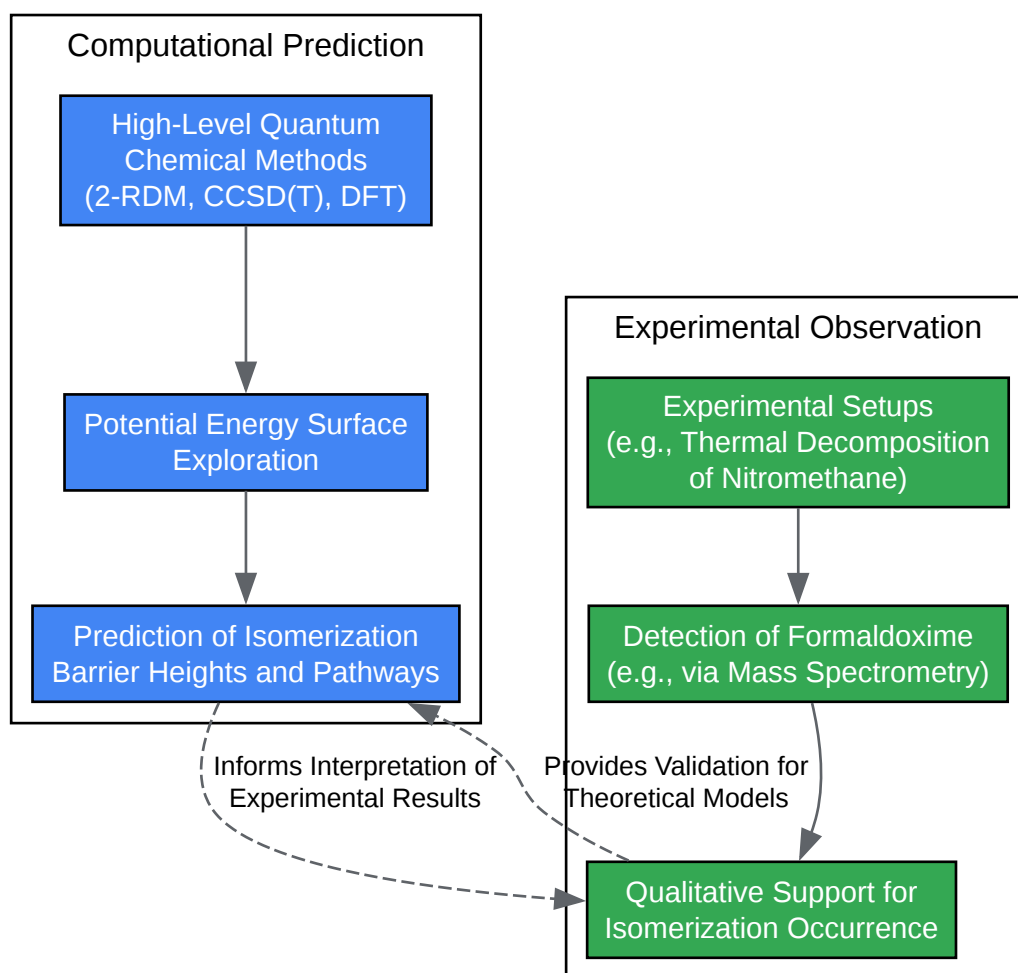 Computational Prediction
High-Level Quantum
Chemical Methods
(2-RDM, CCSD(T), DFT)
Potential Energy Surface
Exploration
Prediction of Isomerization
Barrier Heights and Pathways
Experimental Observation
Experimental Setups
(e.g., Thermal Decomposition
of Nitromethane)
Detection of Formaldoxime
(e.g., via Mass Spectrometry)
Informs Interpretation of
Experimental Results
Provides Validation for
Theoretical Models
Qualitative Support for
Isomerization Occurrence